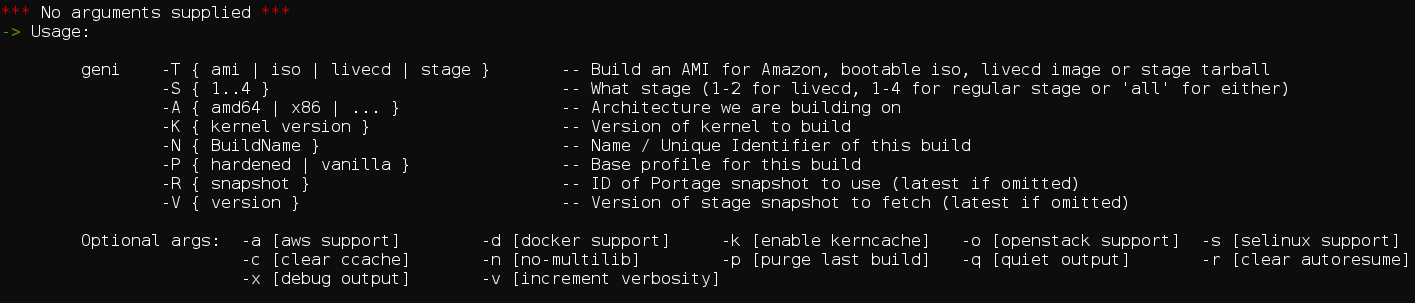 *** No arguments supplied ***
-> Usage:
geni -T { ami | iso | livecd | stage } -- Build an AMI for Amazon, bootable iso, livecd image or stage tarball
-S { 1..4 } -- What stage (1-2 for livecd, 1-4 for regular stage or 'all' for either)
-A { amd64 | x86 | ... } -- Architecture we are building on
-K { kernel version } -- Version of kernel to build
-N { BuildName } -- Name / Unique Identifier of this build
-P { hardened | vanilla } -- Base profile for this build
-R { snapshot } -- ID of Portage snapshot to use (latest if omitted)
-V { version } -- Version of stage snapshot to fetch (latest if omitted)
Optional args: -a [aws support] -d [docker support] -k [enable kerncache] -o [openstack support] -s [selinux support]
-c [clear ccache] -n [no-multilib] -p [purge last build] -q [quiet output] -r [clear autoresume]
-x [debug output] -v [increment verbosity]